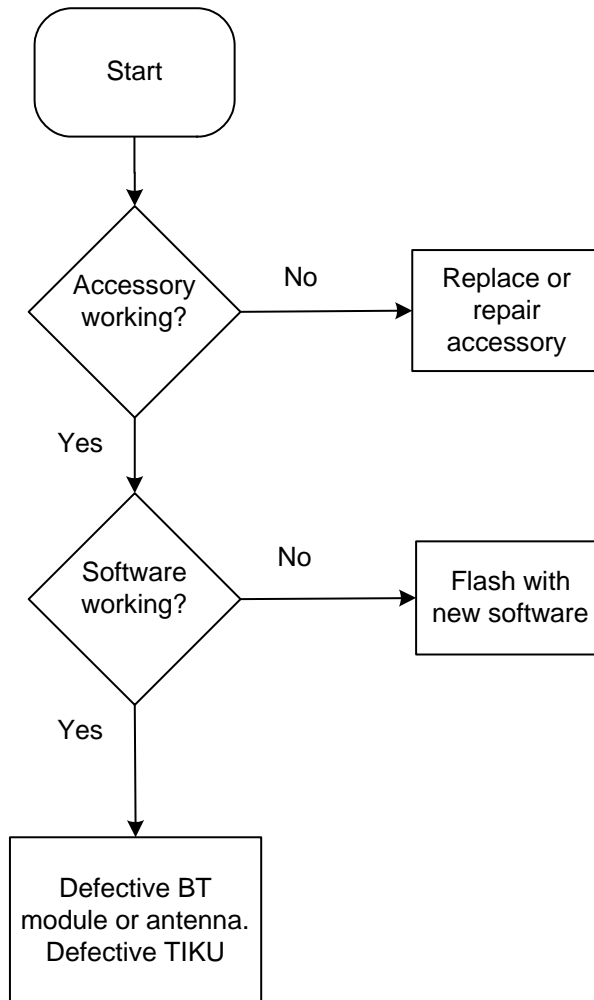 Start
Accessory
working?
No
Replace or
repair
accessory
Yes
Software
working?
No
Flash with
new software
Yes
Defective BT
module or antenna.
Defective TIKU